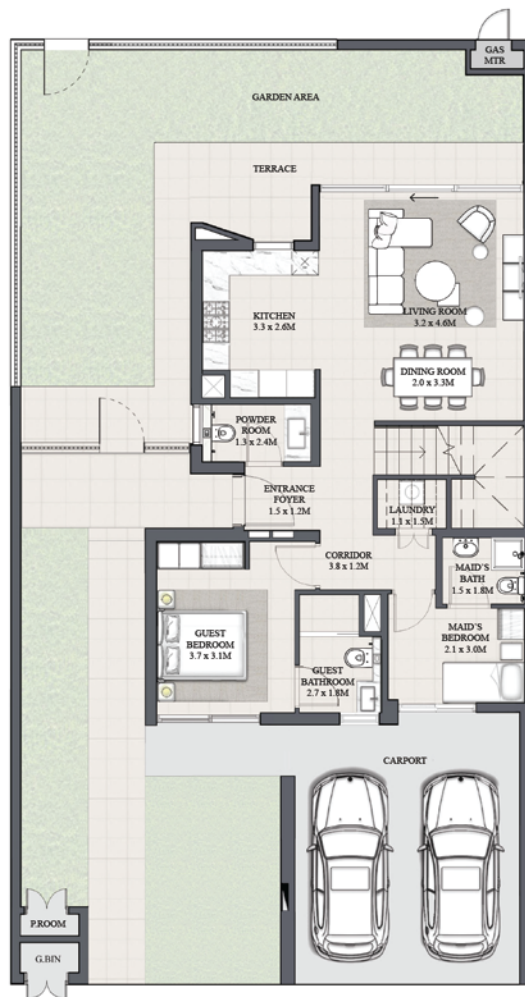 GAS
MTR
GARDEN AREA
TERRACE
KITCHEN
3.3 x 2.6M
LIVING ROOM
3.2 x 4.6M
DINING ROOM
2.0 x 3.3M
POWDER
ROOM
1.3 x 2.4M
ENTRANCE
FOYER
1.5 x 1.2M
LAUNDRY
1.1 x 1.5M
CORRIDOR
3.8 x 1.2M
MAID'S
BATH
1.5 x 1.8M
GUEST
BEDROOM
3.7 x 3.1M
MAID'S
BEDROOM
2.1 x 3.0M
GUEST
BATHROOM
2.7 x 1.8M
CARPORT
P.ROOM
G.BIN